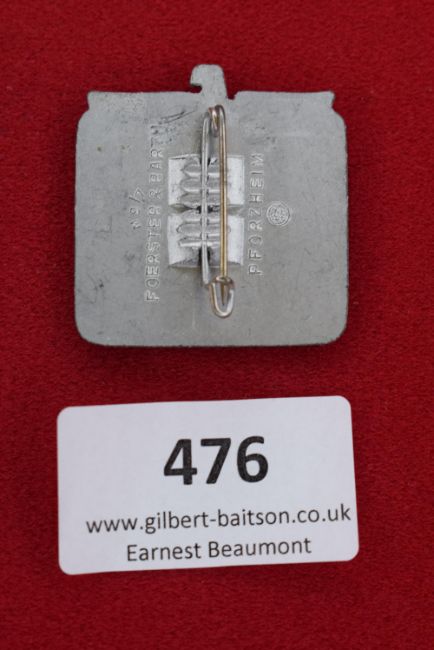 FOERSTER & BARTH
PFORZHEIM
476
www.gilbert-baitson.co.uk
Earnest Beaumont